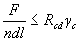 F/ndl ≤ R_cd γ_c